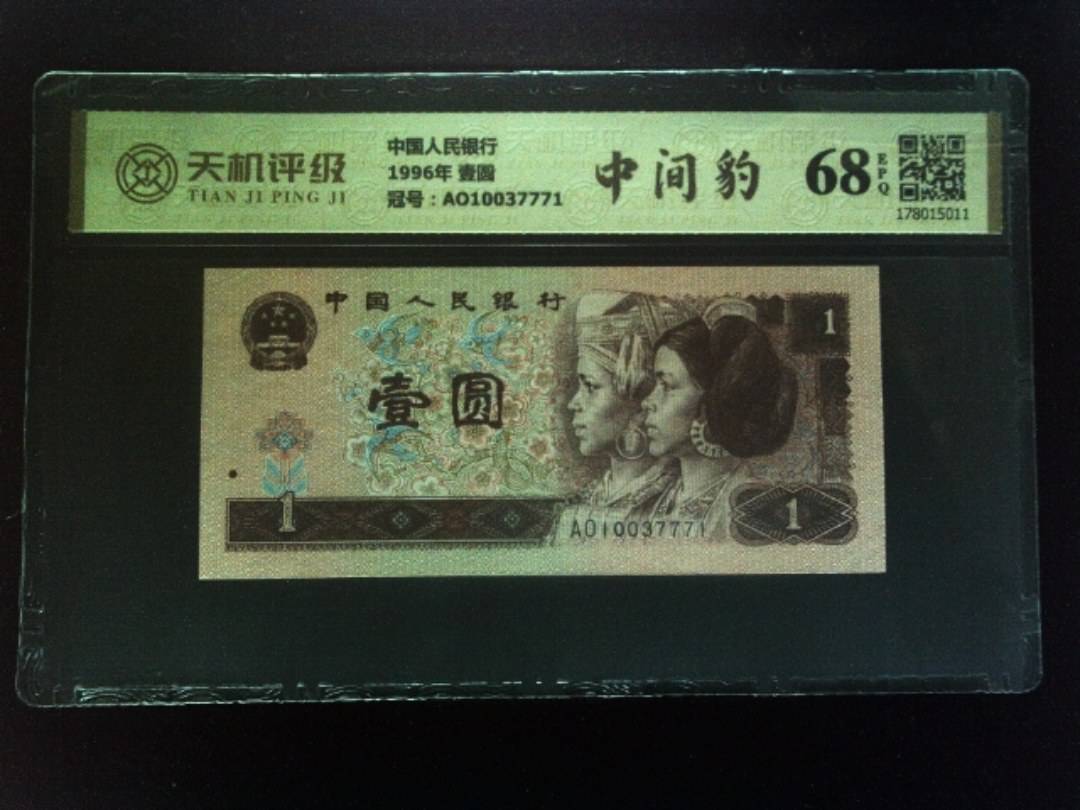 天机评级
TIAN JI PING JI
中国人民银行
1996年 壹圆
冠号：AO10037771
中间豹
68
EPQ
178015011
中国人民银行
1
壹圆
1
AO10037771
1